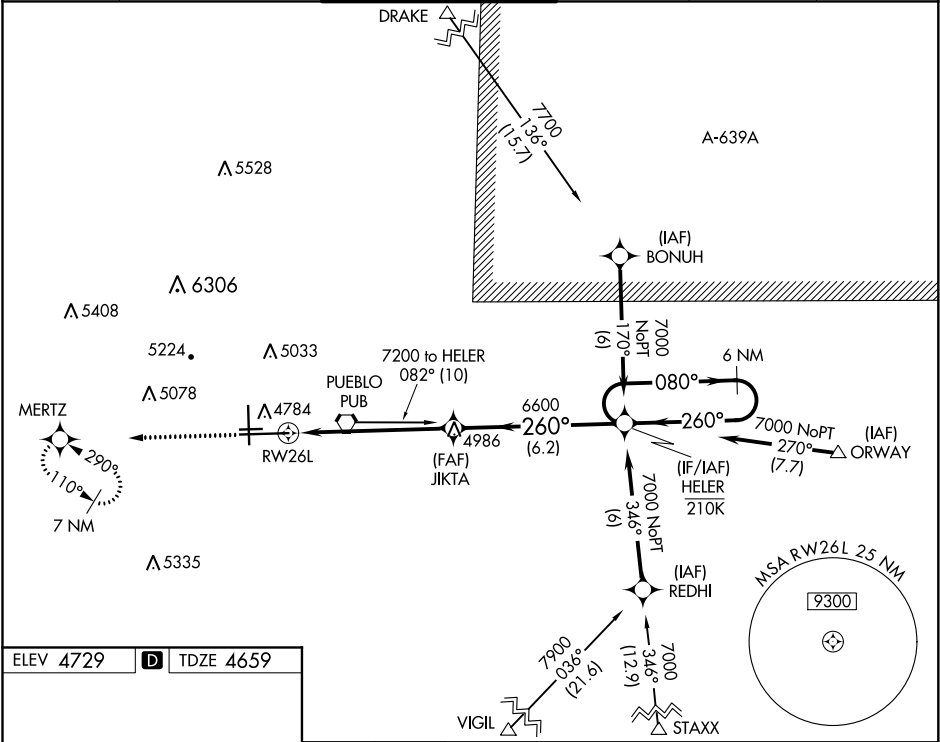 DRAKE
7700
136°
(15.7)
A-639A
5528
(IAF)
BONUH
6306
5408
7000
NoPT
170°
(6)
5224
5033
7200 to HELER
082° (10)
6 NM
5078
PUEBLO
PUB
080°
MERTZ
4784
6600
260°
(6.2)
260°
7000 NoPT
270°
(7.7)
(IAF)
ORWAY
RW26L
4986
(FAF)
JIKTA
290°
110°
7 NM
(IF/IAF)
HELER
210K
7000 NoPT
346°
(6)
5335
(IAF)
REDHI
MSA RW26L 25 NM
9300
ELEV 4729 D TDZE 4659
7900
036°
(21.6)
7000
346°
(12.9)
VIGIL
STAXX